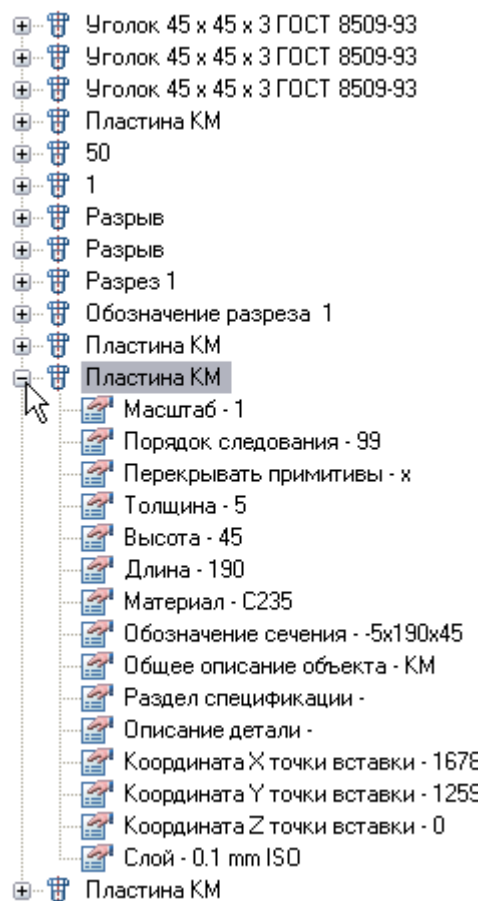 Уголок 45 x 45 x 3 ГОСТ 8509-93
Уголок 45 x 45 x 3 ГОСТ 8509-93
Уголок 45 x 45 x 3 ГОСТ 8509-93
Пластина КМ
50
1
Разрыв
Разрыв
Разрез 1
Обозначение разреза 1
Пластина КМ
Пластина КМ
Масштаб - 1
Порядок следования - 99
Перекрывать примитивы - x
Толщина - 5
Высота - 45
Длина - 190
Материал - С235
Обозначение сечения - -5x190x45
Общее описание объекта - КМ
Раздел спецификации -
Описание детали -
Координата X точки вставки - 1678
Координата Y точки вставки - 1259
Координата Z точки вставки - 0
Слой - 0.1 mm ISO
Пластина КМ